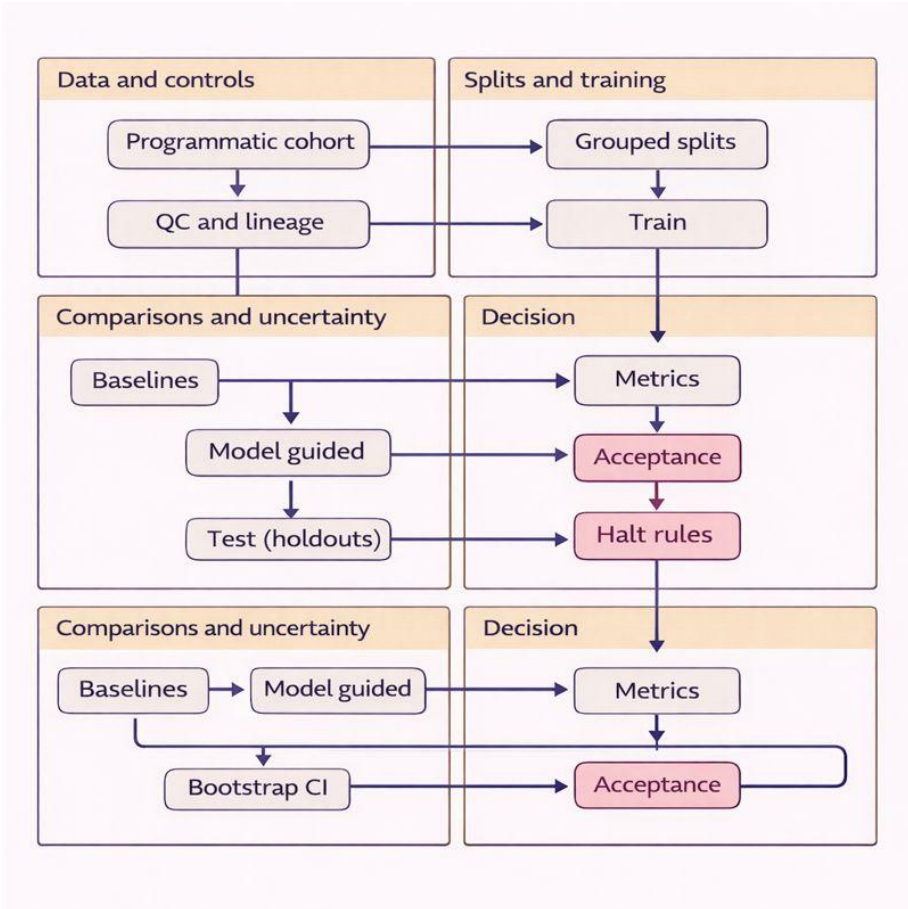 Data and controls
Programmatic cohort
QC and lineage
Splits and training
Grouped splits
Train
Comparisons and uncertainty
Baselines
Model guided
Test (holdouts)
Decision
Metrics
Acceptance
Halt rules
Comparisons and uncertainty
Baselines
Model guided
Bootstrap CI
Decision
Metrics
Acceptance